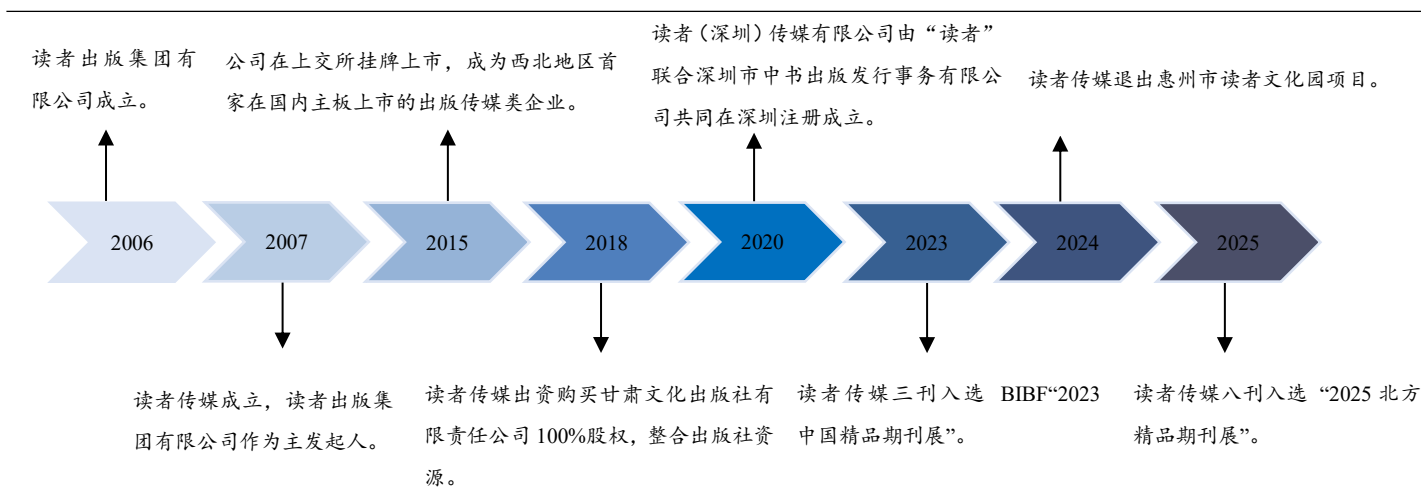 读者出版集团有
限公司成立。
公司在上交所挂牌上市，成为西北地区首
家在国内主板上市的出版传媒类企业。
读者（深圳）传媒有限公司由“读者”
联合深圳市中书出版发行事务有限公
司共同在深圳注册成立。
读者传媒退出惠州市读者文化园项目。
2006
2007
2015
2018
2020
2023
2024
2025
读者传媒成立，读者出版集
团有限公司作为主发起人。
读者传媒出资购买甘肃文化出版社有
限责任公司 100%股权，整合出版社资
源。
读者传媒三刊入选 BIBF“2023
中国精品期刊展”。
读者传媒八刊入选 “2025 北方
精品期刊展”。